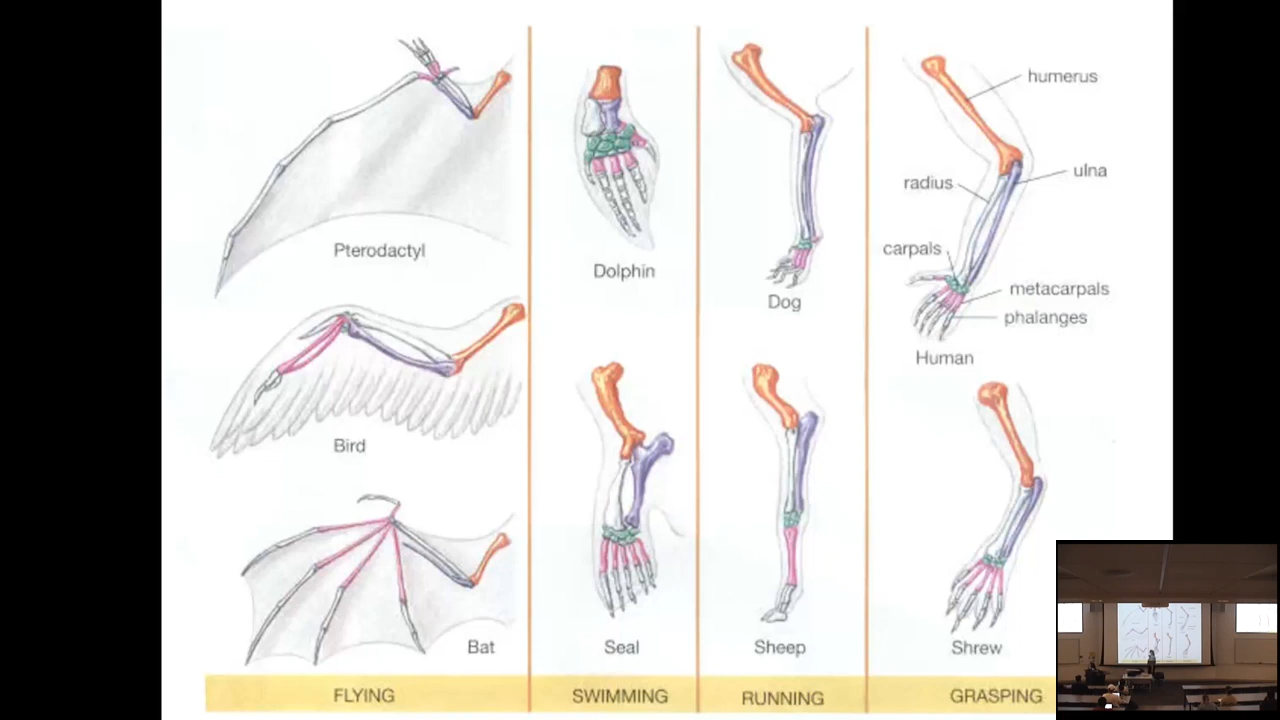 humerus
ulna
radius
carpals
metacarpals
phalanges
Pterodactyl
Dolphin
Dog
Human
Bird
Bat
Seal
Sheep
Shrew
FLYING
SWIMMING
RUNNING
GRASPING